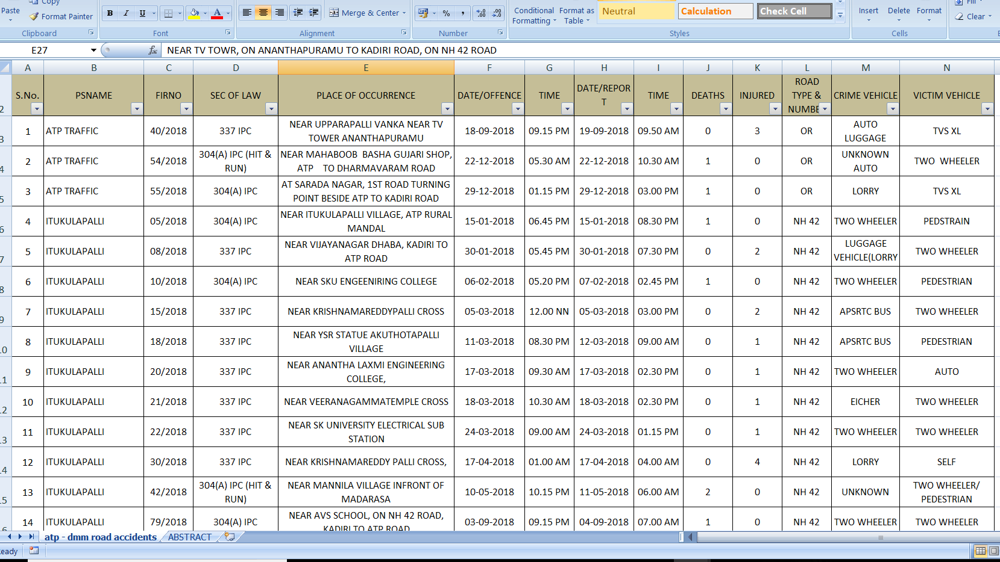 Paste
Copy
Format Painter
B I U
A
Merge & Center
% ,
Conditional
Formatting
Format as
Table
Neutral
Calculation
Check Cell
Insert
Delete
Format
Fill
Clear
Clipboard
Font
Alignment
Number
Styles
Cells
E27
fx
NEAR TV TOWR, ON ANANTHAPURAMU TO KADIRI ROAD, ON NH 42 ROAD
A B C D E F G H I J K L M N
S.No. PSNAME FIRNO SEC OF LAW PLACE OF OCCURRENCE DATE/OFFENCE TIME DATE/REPOR
T TIME DEATHS INJURED ROAD
TYPE &
NUMBE CRIME VEHICLE VICTIM VEHICLE
1 ATP TRAFFIC 40/2018 337 IPC NEAR UPPARAPALLI VANKA NEAR TV
TOWER ANANTHAPURAMU 18-09-2018 09.15 PM 19-09-2018 09.50 AM 0 3 OR AUTO
LUGGAGE TVS XL
2 ATP TRAFFIC 54/2018 304(A) IPC (HIT &
RUN) NEAR MAHABOOB BASHA GUJARI SHOP,
ATP TO DHARMAVARAM ROAD 22-12-2018 05.30 AM 22-12-2018 10.30 AM 1 0 OR UNKNOWN
AUTO TWO WHEELER
3 ATP TRAFFIC 55/2018 304(A) IPC AT SARADA NAGAR, 1ST ROAD TURNING
POINT BESIDE ATP TO KADIRI ROAD 29-12-2018 01.15 PM 29-12-2018 03.00 PM 1 0 OR LORRY TVS XL
4 ITUKULAPALLI 05/2018 304(A) IPC NEAR ITUKULAPALLI VILLAGE, ATP RURAL
MANDAL 15-01-2018 06.45 PM 15-01-2018 08.30 PM 1 0 NH 42 TWO WHEELER PEDSTRAIN
5 ITUKULAPALLI 08/2018 337 IPC NEAR VIJAYANAGAR DHABA, KADIRI TO
ATP ROAD 30-01-2018 05.45 PM 30-01-2018 07.30 PM 0 2 NH 42 LUGGAGE
VEHICLE(LORRY TWO WHEELER
6 ITUKULAPALLI 10/2018 304(A) IPC NEAR SKU ENGEENIRING COLLEGE 06-02-2018 05.20 PM 07-02-2018 02.45 PM 1 0 NH 42 TWO WHEELER PEDESTRIAN
7 ITUKULAPALLI 15/2018 337 IPC NEAR KRISHNAMAREDDYPALLI CROSS 05-03-2018 12.00 NN 05-03-2018 03.00 PM 0 2 NH 42 APSRTC BUS TWO WHEELER
8 ITUKULAPALLI 18/2018 337 IPC NEAR YSR STATUE AKUTHOTAPALLI
VILLAGE 11-03-2018 08.30 PM 12-03-2018 09.00 AM 0 1 NH 42 APSRTC BUS PEDESTRIAN
9 ITUKULAPALLI 20/2018 337 IPC NEAR ANANTHA LAXMI ENGINEERING
COLLEGE, 17-03-2018 09.30 AM 17-03-2018 02.30 PM 0 1 NH 42 TWO WHEELER AUTO
10 ITUKULAPALLI 21/2018 337 IPC NEAR VEERANAGAMMATEMPLE CROSS 18-03-2018 10.30 AM 18-03-2018 02.30 PM 0 1 NH 42 EICHER TWO WHEELER
11 ITUKULAPALLI 22/2018 337 IPC NEAR SK UNIVERSITY ELECTRICAL SUB
STATION 24-03-2018 09.00 AM 24-03-2018 01.15 PM 0 1 NH 42 TWO WHEELER TWO WHEELER
12 ITUKULAPALLI 30/2018 337 IPC NEAR KRISHNAMAREDDY PALLI CROSS, 17-04-2018 01.00 AM 17-04-2018 04.00 AM 0 4 NH 42 LORRY SELF
13 ITUKULAPALLI 42/2018 304(A) IPC (HIT &
RUN) NEAR MANNILA VILLAGE INFRONT OF
MADARASA 10-05-2018 10.15 PM 11-05-2018 06.00 AM 2 0 NH 42 UNKNOWN TWO WHEELER/
PEDESTRIAN
14 ITUKULAPALLI 79/2018 304(A) IPC NEAR AVS SCHOOL, ON NH 42 ROAD,
KADIRI TO ATP ROAD 03-09-2018 09.15 PM 04-09-2018 07.00 AM 1 0 NH 42 TWO WHEELER TWO WHEELER
atp - dmm road accidents
ABSTRACT
eady